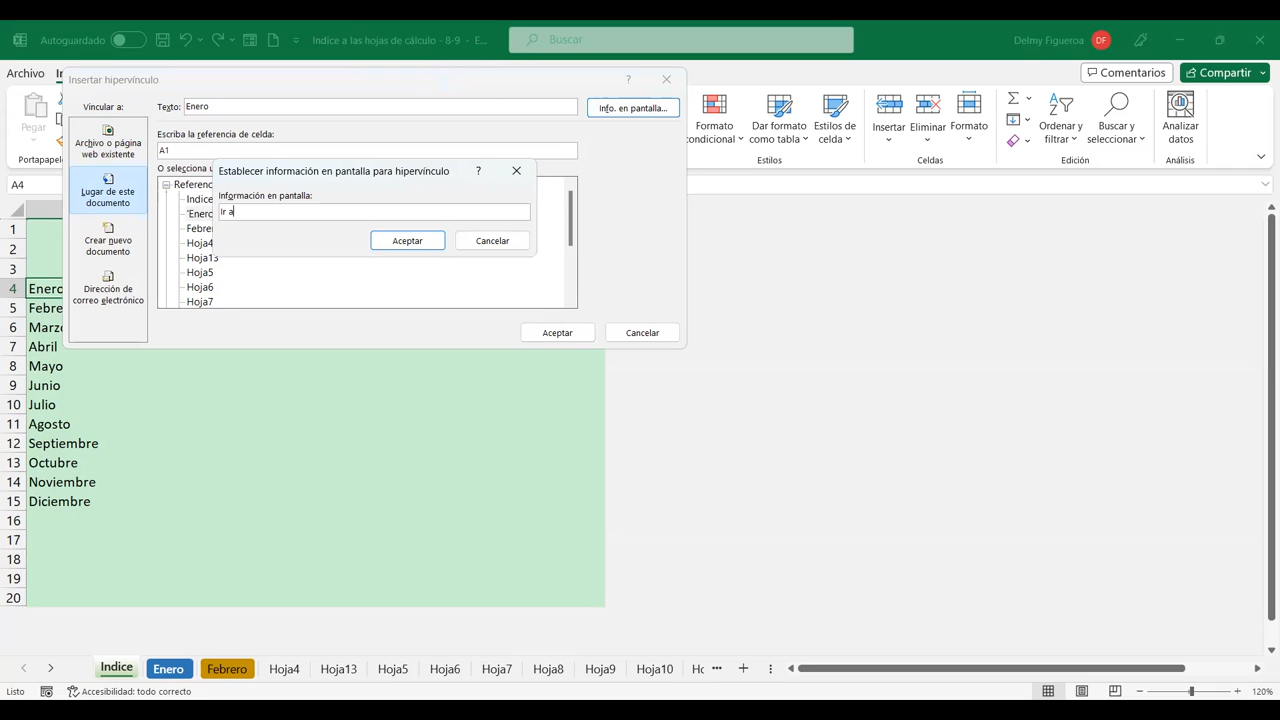 Autoguardado
Indice a las hojas de cálculo - 8-9 - E...
Buscar
Delmy Figueroa
DF
Archivo
Comentarios
Compartir
Insertar hipervínculo
?
Vincular a:
Texto:
Enero
Info. en pantalla...
Escriba la referencia de celda:
A1
Archivo o página
web existente
Lugar de este
documento
Crear nuevo
documento
Dirección de
correo electrónico
O selecciona
Establecer información en pantalla para hipervínculo
?
Información en pantalla:
Ir a
Aceptar
Cancelar
Referenc
Indice
'Enero
Febre
Hoja4
Hoja13
Hoja5
Hoja6
Hoja7
Aceptar
Cancelar
Pegar
Portapapele
Formato
condicional
Dar formato
como tabla
Estilos de
celda
Estilos
Insertar
Eliminar
Formato
Celdas
Ordenar y
filtrar
Buscar y
seleccionar
Edición
Analizar
datos
Análisis
A4
1
2
3
4 Enero
5 Febre
6 Marzo
7 Abril
8 Mayo
9 Junio
10 Julio
11 Agosto
12 Septiembre
13 Octubre
14 Noviembre
15 Diciembre
16
17
18
19
20
Indice Enero Febrero Hoja4 Hoja13 Hoja5 Hoja6 Hoja7 Hoja8 Hoja9 Hoja10 Ho
Listo
Accesibilidad: todo correcto
120%